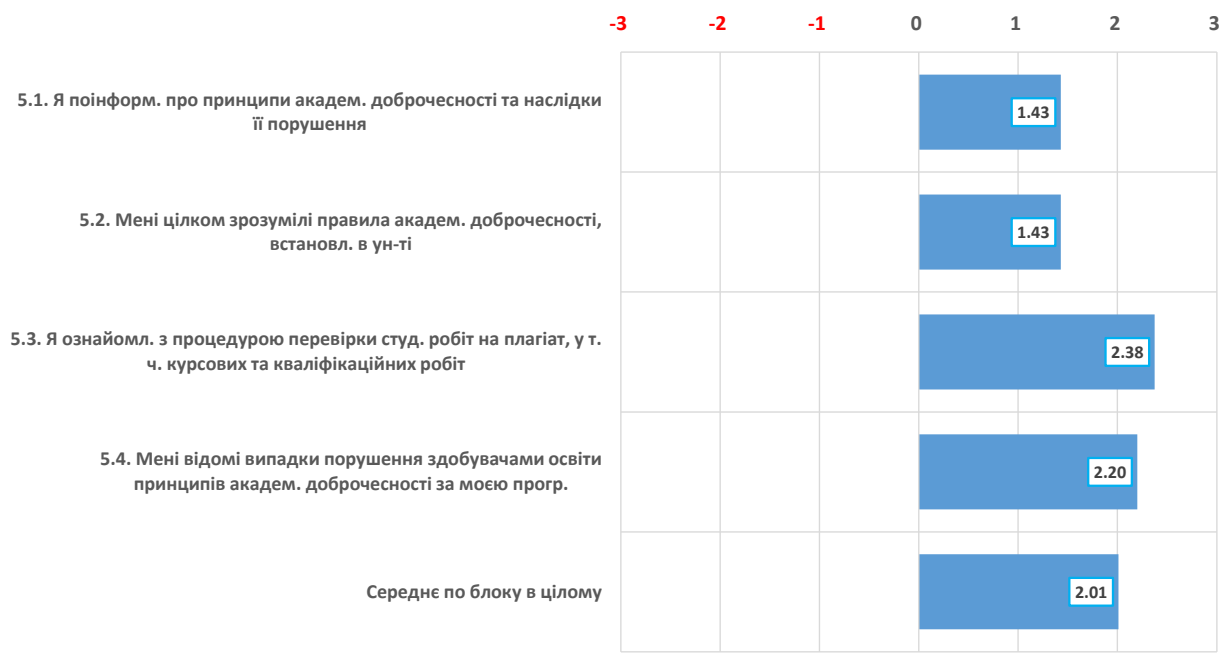 -3 -2 -1 0 1 2 3
5.1. Я поінформ. про принципи академ. доброчесності та наслідки
її порушення
1.43
5.2. Мені цілком зрозумілі правила академ. доброчесності,
встановл. в ун-ті
1.43
5.3. Я ознайомл. з процедурою перевірки студ. робіт на плагіат, у т.
ч. курсових та кваліфікаційних робіт
2.38
5.4. Мені відомі випадки порушення здобувачами освіти
принципів академ. доброчесності за моєю прогр.
2.20
Середнє по блоку в цілому
2.01